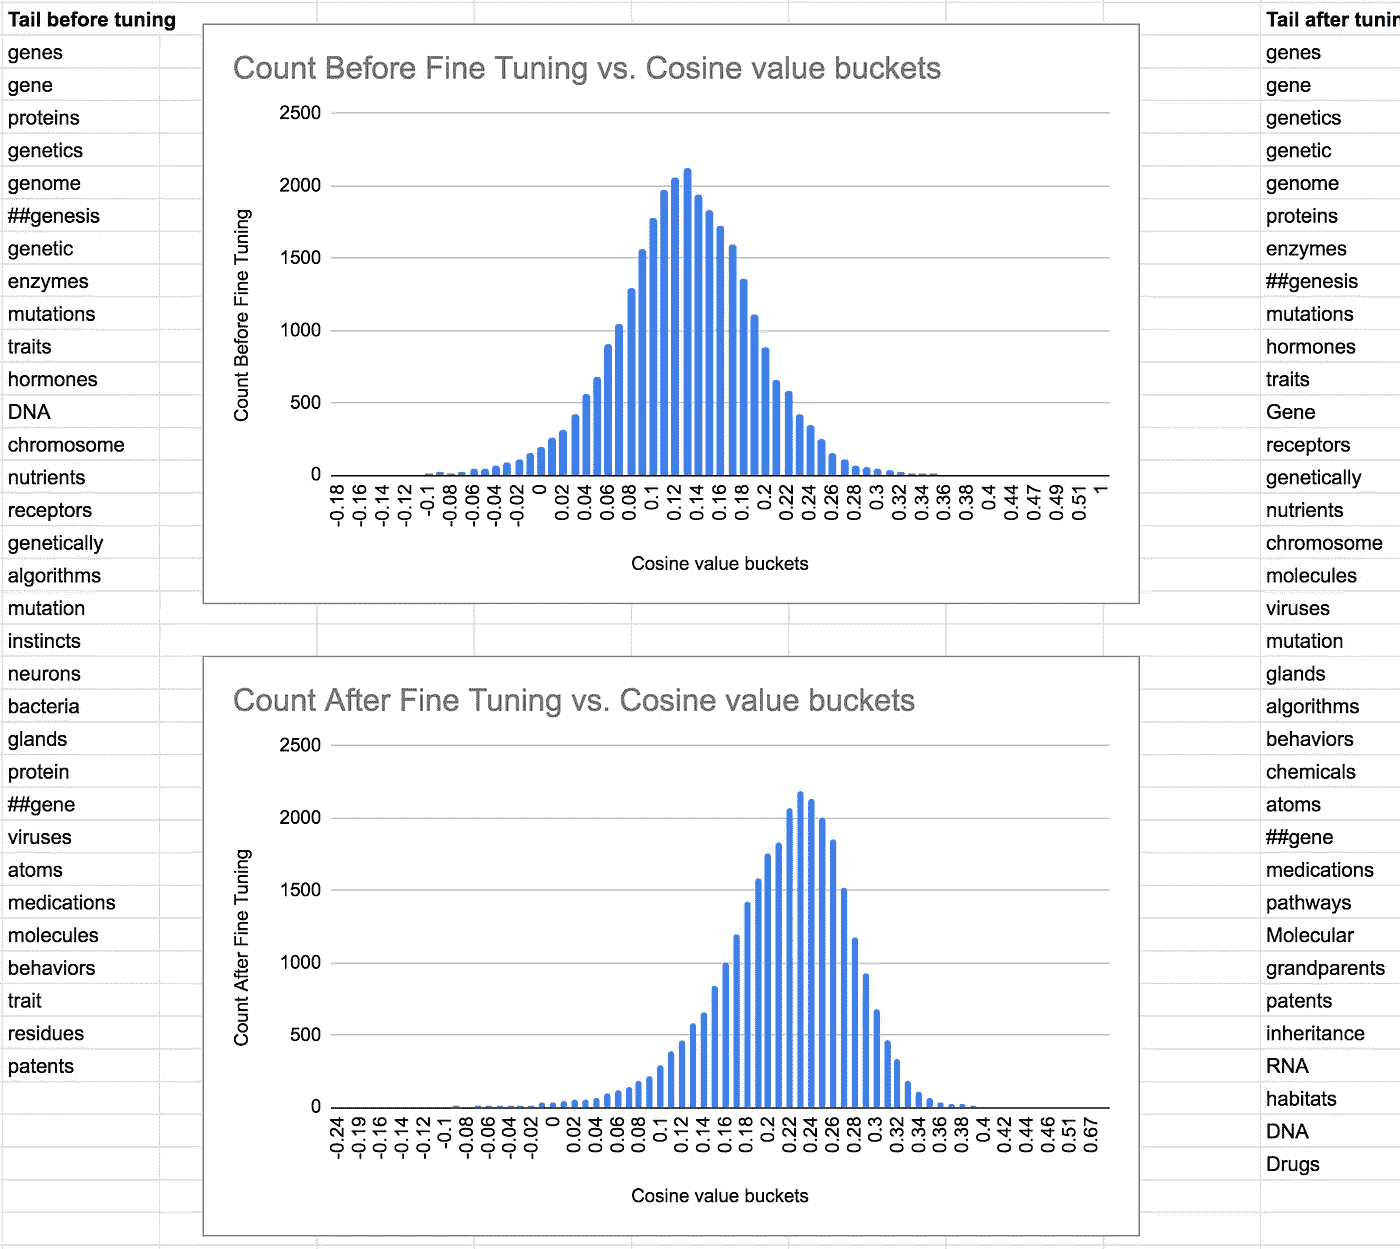 Tail before tuning
genes
gene
proteins
genetics
genome
##genesis
genetic
enzymes
mutations
traits
hormones
DNA
chromosome
nutrients
receptors
genetically
algorithms
mutation
instincts
neurons
bacteria
glands
protein
##gene
viruses
atoms
medications
molecules
behaviors
trait
residues
patents
Count Before Fine Tuning vs. Cosine value buckets
Count Before Fine Tuning
2500
2000
1500
1000
500
0
-0.18
-0.16
-0.14
-0.12
-0.1
-0.08
-0.06
-0.04
-0.02
0
0.02
0.04
0.06
0.08
0.1
0.12
0.14
0.16
0.18
0.2
0.22
0.24
0.26
0.28
0.3
0.32
0.34
0.36
0.38
0.4
0.44
0.47
0.49
0.51
1
Cosine value buckets
Count After Fine Tuning vs. Cosine value buckets
Count After Fine Tuning
2500
2000
1500
1000
500
0
-0.24
-0.19
-0.16
-0.14
-0.12
-0.1
-0.08
-0.06
-0.04
-0.02
0
0.02
0.04
0.06
0.08
0.1
0.12
0.14
0.16
0.18
0.2
0.22
0.24
0.26
0.28
0.3
0.32
0.34
0.36
0.38
0.4
0.42
0.44
0.46
0.51
0.67
Cosine value buckets
Tail after tunin
genes
gene
genetics
genetic
genome
proteins
enzymes
##genesis
mutations
hormones
traits
Gene
receptors
genetically
nutrients
chromosome
molecules
viruses
mutation
glands
algorithms
behaviors
chemicals
atoms
##gene
medications
pathways
Molecular
grandparents
patents
inheritance
RNA
habitats
DNA
Drugs